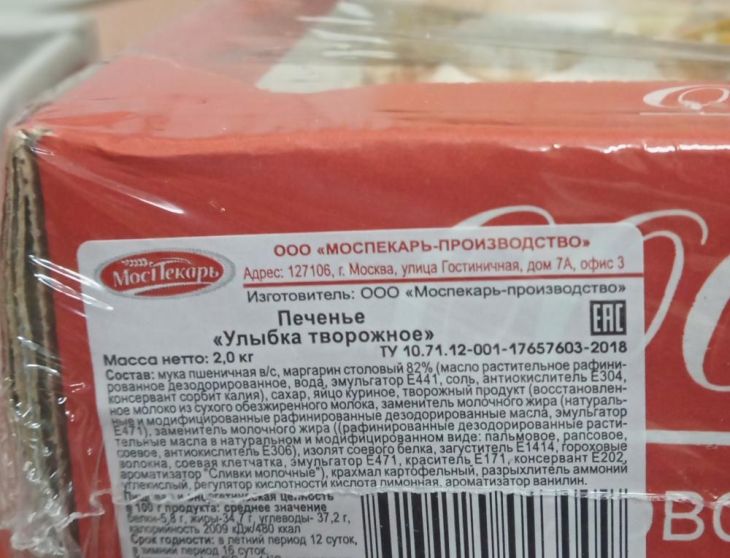 МосПекарь
ООО «МОСПЕКАРЬ-ПРОИЗВОДСТВО»
Адрес: 127106, г. Москва, улица Гостиничная, дом 7А, офис 3
Изготовитель: ООО «Моспекарь-производство»
Печенье
«Улыбка творожное»
EAC
Масса нетто: 2,0 кг
ТУ 10.71.12-001-17657603-2018
Состав: мука пшеничная в/с, маргарин столовый 82% (масло растительное рафини-
рованное дезодорированное, вода, эмульгатор Е441, соль, антиокислитель Е304,
консервант сорбит калия), сахар, яйцо куриное, творожный продукт (восстановлен-
ное молоко из сухого обезжиренного молока, заменитель молочного жира (натураль-
ные и модифицированные рафинированные дезодорированные масла, эмульгатор
Е471), заменитель молочного жира ((рафинированные дезодорированные расти-
тельные масла в натуральном и модифицированном виде: пальмовое, рапсовое,
соевое, антиокислитель Е306), изолят соевого белка, загуститель Е1414, гороховые
волокна, соевая клетчатка, эмульгатор Е471, краситель Е171, консервант Е202,
ароматизатор "Сливки молочные"), крахмал картофельный, разрыхлитель аммоний
углекислый, регулятор кислотности кислота лимонная, ароматизатор ванилин.
энергетическая ценность
в 100 г продукта: среднее значение
белки-5,8 г, жиры-34,7 г, углеводы- 37,2 г,
калорийность 2009 кДж/480 ккал
Срок годности: в летний период 12 суток,
в зимний период 16 суток.